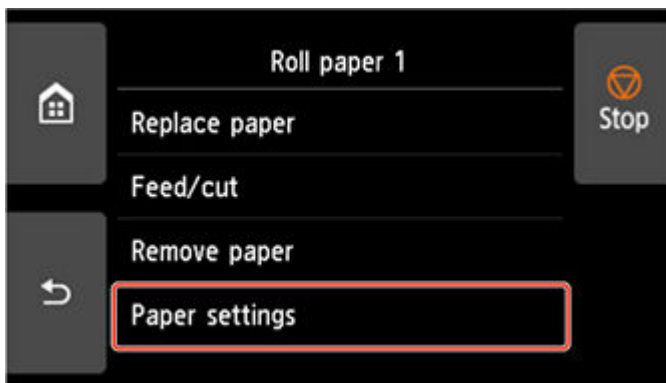 Roll paper 1
Stop
Replace paper
Feed/cut
Remove paper
Paper settings